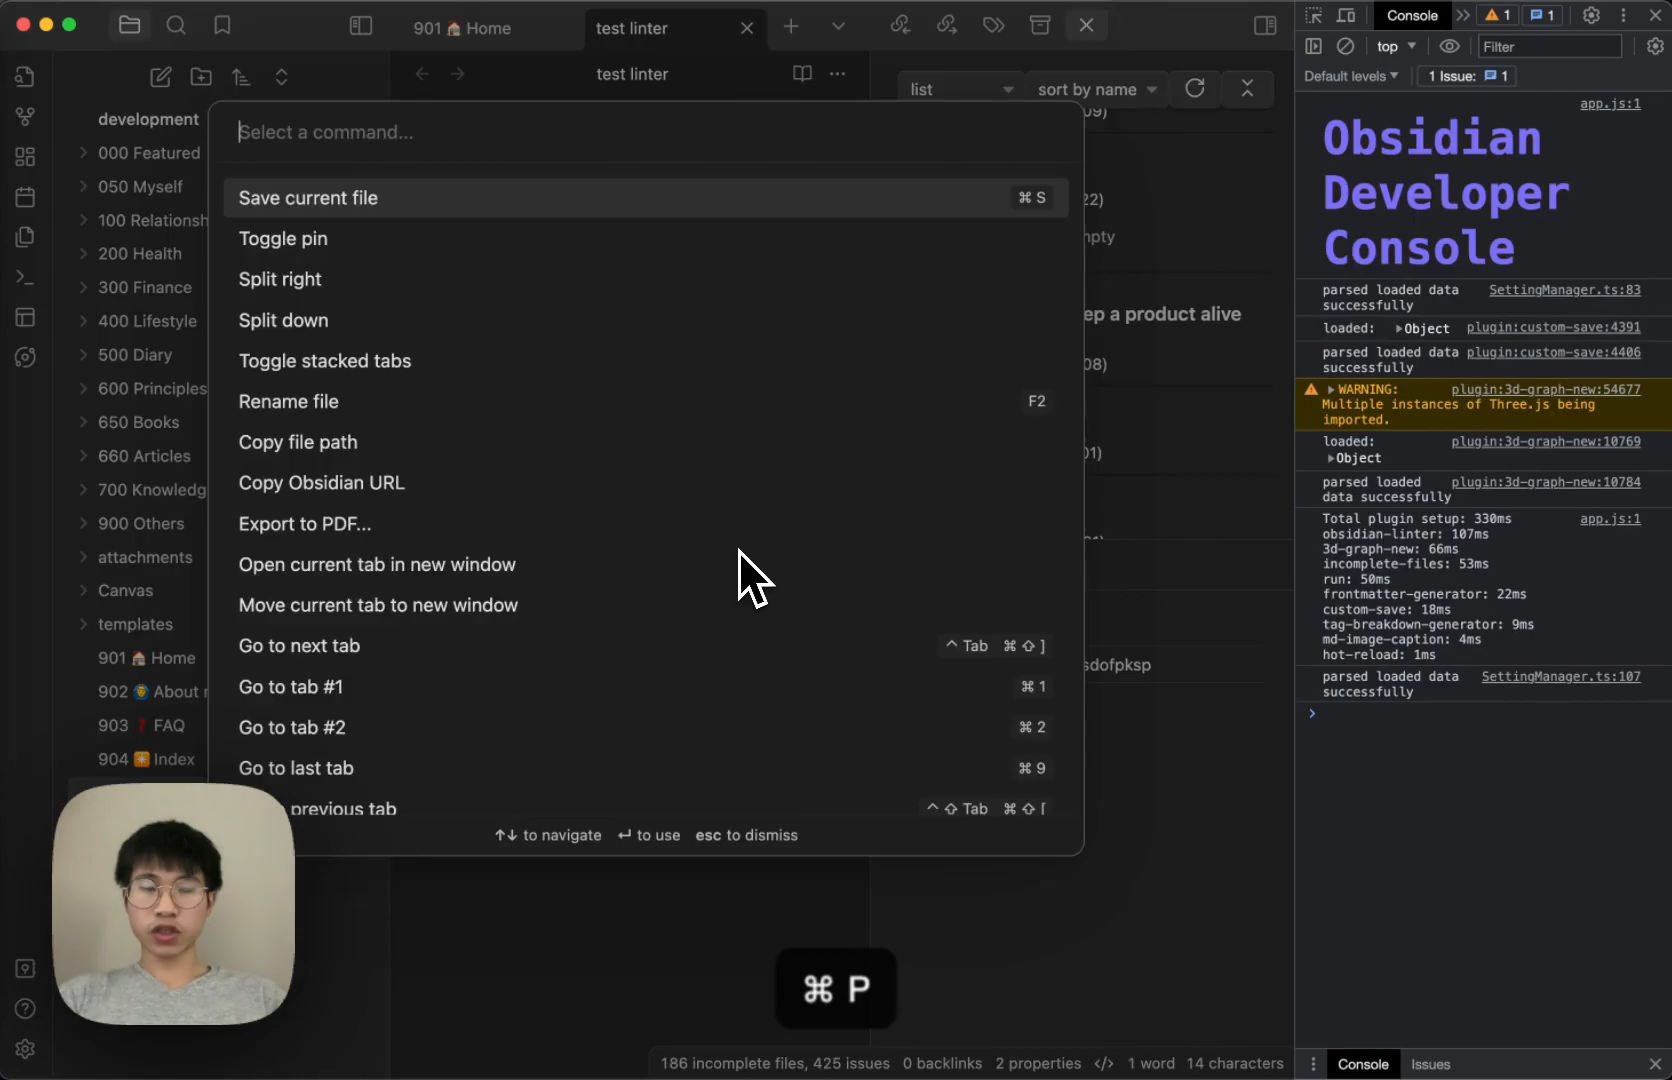 901 🏠 Home
test linter
test linter
development
000 Featured
050 Myself
100 Relationsh
200 Health
300 Finance
400 Lifestyle
500 Diary
600 Principles
650 Books
660 Articles
700 Knowledg
900 Others
attachments
Canvas
templates
901 🏠 Home
902 About
903 ❓ FAQ
904 Index
Select a command...
Save current file ⌘ S
Toggle pin
Split right
Split down
Toggle stacked tabs
Rename file F2
Copy file path
Copy Obsidian URL
Export to PDF...
Open current tab in new window
Move current tab to new window
Go to next tab ^ Tab ⌘ ⇧ ]
Go to tab #1 ⌘ 1
Go to tab #2 ⌘ 2
Go to last tab ⌘ 9
previous tab ^ ⇧ Tab ⌘ ⇧ [
↑↓ to navigate ↵ to use esc to dismiss
list
sort by name
09)
22)
mpty
ep a product alive
08)
01)
sdofpksp
⌘ P
186 incomplete files, 425 issues 0 backlinks 2 properties </> 1 word 14 characters
Console 1 1
top Filter
Default levels 1 Issue: 1
app.js:1
Obsidian
Developer
Console
parsed loaded data SettingManager.ts:83
successfully
loaded: ▸Object plugin:custom-save:4391
parsed loaded data plugin:custom-save:4406
successfully
▸WARNING: plugin:3d-graph-new:54677
Multiple instances of Three.js being
imported.
loaded: plugin:3d-graph-new:10769
▸Object
parsed loaded plugin:3d-graph-new:10784
data successfully
Total plugin setup: 330ms app.js:1
obsidian-linter: 107ms
3d-graph-new: 66ms
incomplete-files: 53ms
run: 50ms
frontmatter-generator: 22ms
custom-save: 18ms
tag-breakdown-generator: 9ms
md-image-caption: 4ms
hot-reload: 1ms
parsed loaded data SettingManager.ts:107
successfully
Console Issues